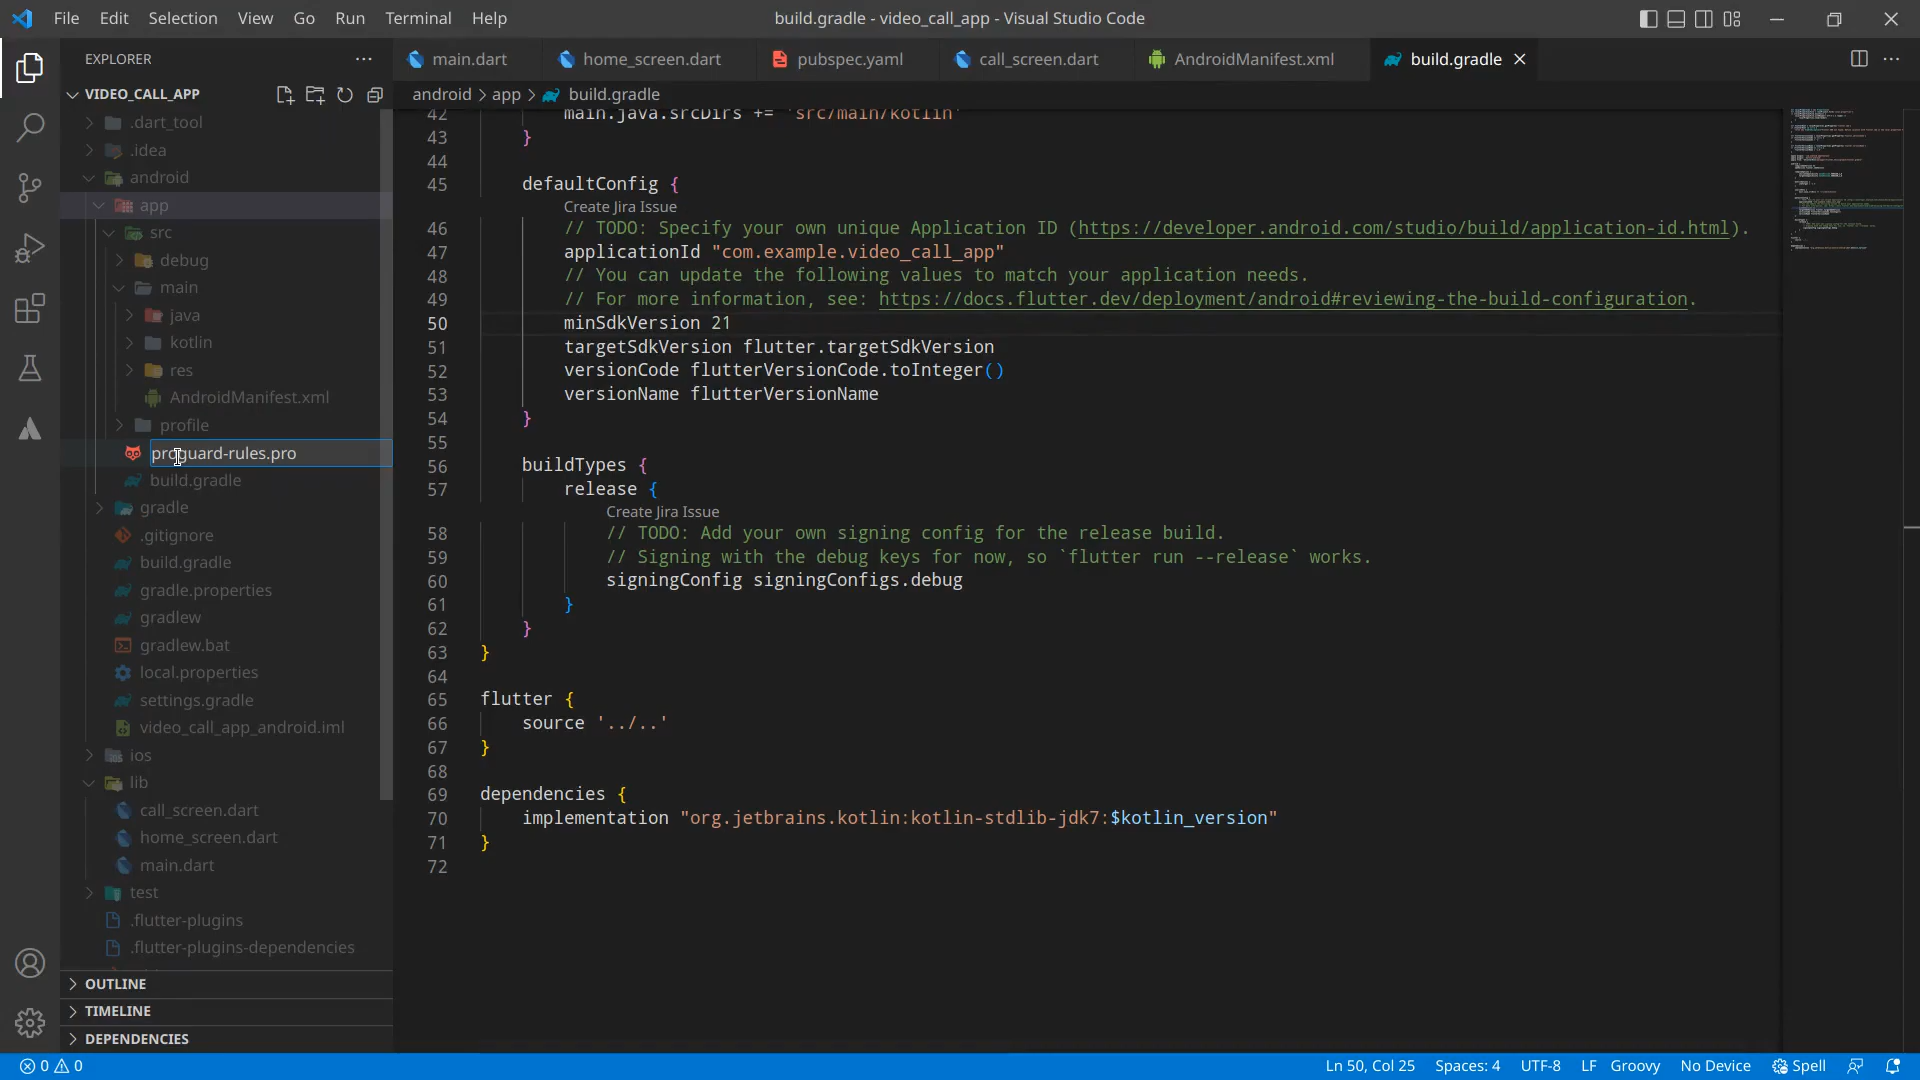 File Edit Selection View Go Run Terminal Help
build.gradle - video_call_app - Visual Studio Code
EXPLORER
VIDEO_CALL_APP
.dart_tool
.idea
android
app
src
debug
main
java
kotlin
res
AndroidManifest.xml
profile
proguard-rules.pro
build.gradle
gradle
.gitignore
build.gradle
gradle.properties
gradlew
gradlew.bat
local.properties
settings.gradle
video_call_app_android.iml
ios
lib
call_screen.dart
home_screen.dart
main.dart
test
.flutter-plugins
.flutter-plugins-dependencies
OUTLINE
TIMELINE
DEPENDENCIES
main.dart home_screen.dart pubspec.yaml call_screen.dart AndroidManifest.xml build.gradle
android > app > build.gradle
42 main.java.srcDirs += 'src/main/kotlin'
43 }
44
45 defaultConfig {
Create Jira Issue
46 // TODO: Specify your own unique Application ID (https://developer.android.com/studio/build/application-id.html).
47 applicationId "com.example.video_call_app"
48 // You can update the following values to match your application needs.
49 // For more information, see: https://docs.flutter.dev/deployment/android#reviewing-the-build-configuration.
50 minSdkVersion 21
51 targetSdkVersion flutter.targetSdkVersion
52 versionCode flutterVersionCode.toInteger()
53 versionName flutterVersionName
54 }
55
56 buildTypes {
57 release {
Create Jira Issue
58 // TODO: Add your own signing config for the release build.
59 // Signing with the debug keys for now, so `flutter run --release` works.
60 signingConfig signingConfigs.debug
61 }
62 }
63 }
64
65 flutter {
66 source '../..'
67 }
68
69 dependencies {
70 implementation "org.jetbrains.kotlin:kotlin-stdlib-jdk7:$kotlin_version"
71 }
72
0 0
Ln 50, Col 25 Spaces: 4 UTF-8 LF Groovy No Device Spell